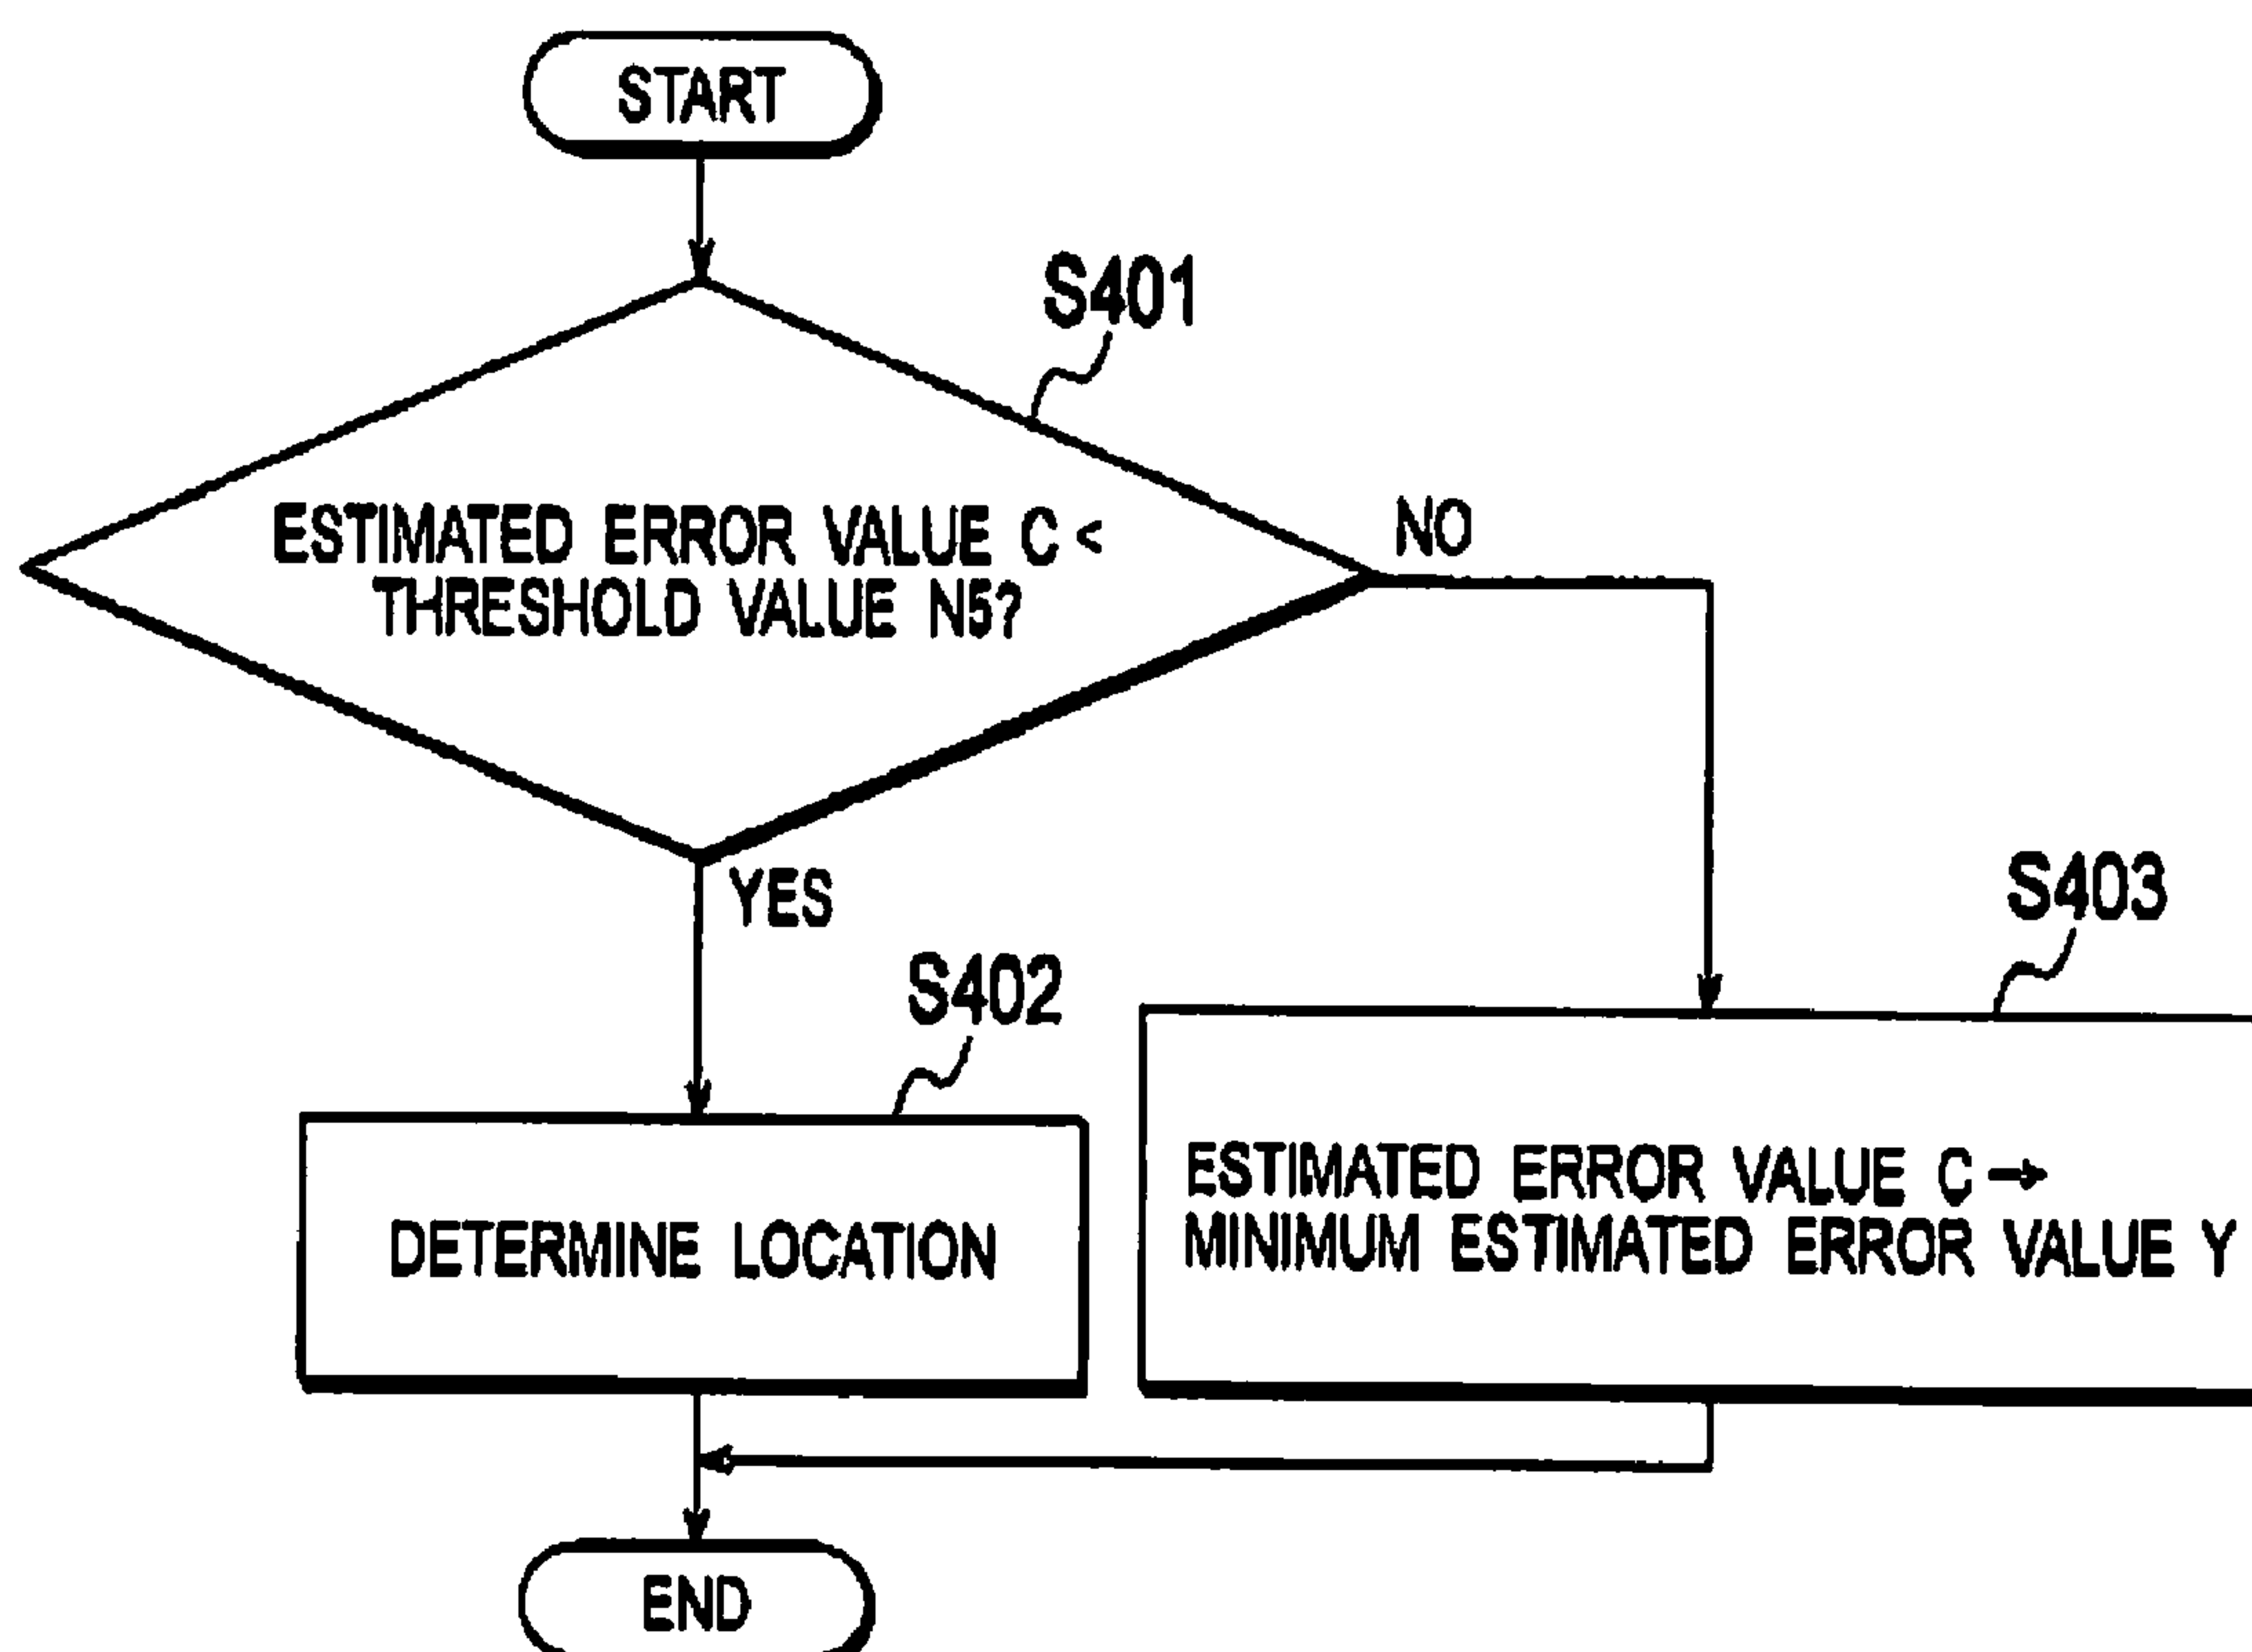 START
S401
ESTIMATED ERROR VALUE C <
THRESHOLD VALUE N5?
NO
YES
S402
DETERMINE LOCATION
S403
ESTIMATED ERROR VALUE C →
MINIMUM ESTIMATED ERROR VALUE Y
END